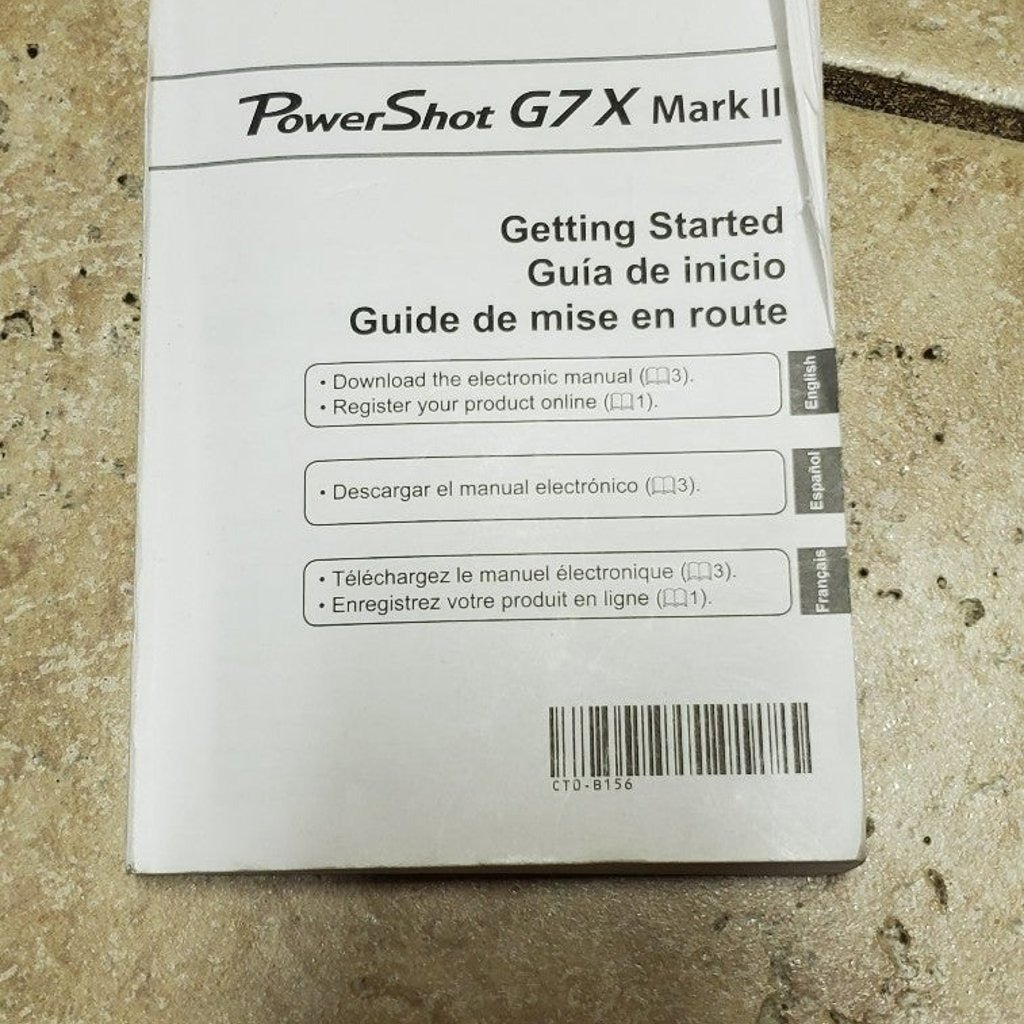 PowerShot G7 X Mark II
Getting Started
Guía de inicio
Guide de mise en route
• Download the electronic manual (📖3).
• Register your product online (📖1).
English
• Descargar el manual electrónico (📖3).
Español
• Téléchargez le manuel électronique (📖3).
• Enregistrez votre produit en ligne (📖1).
Français
CT0-B156